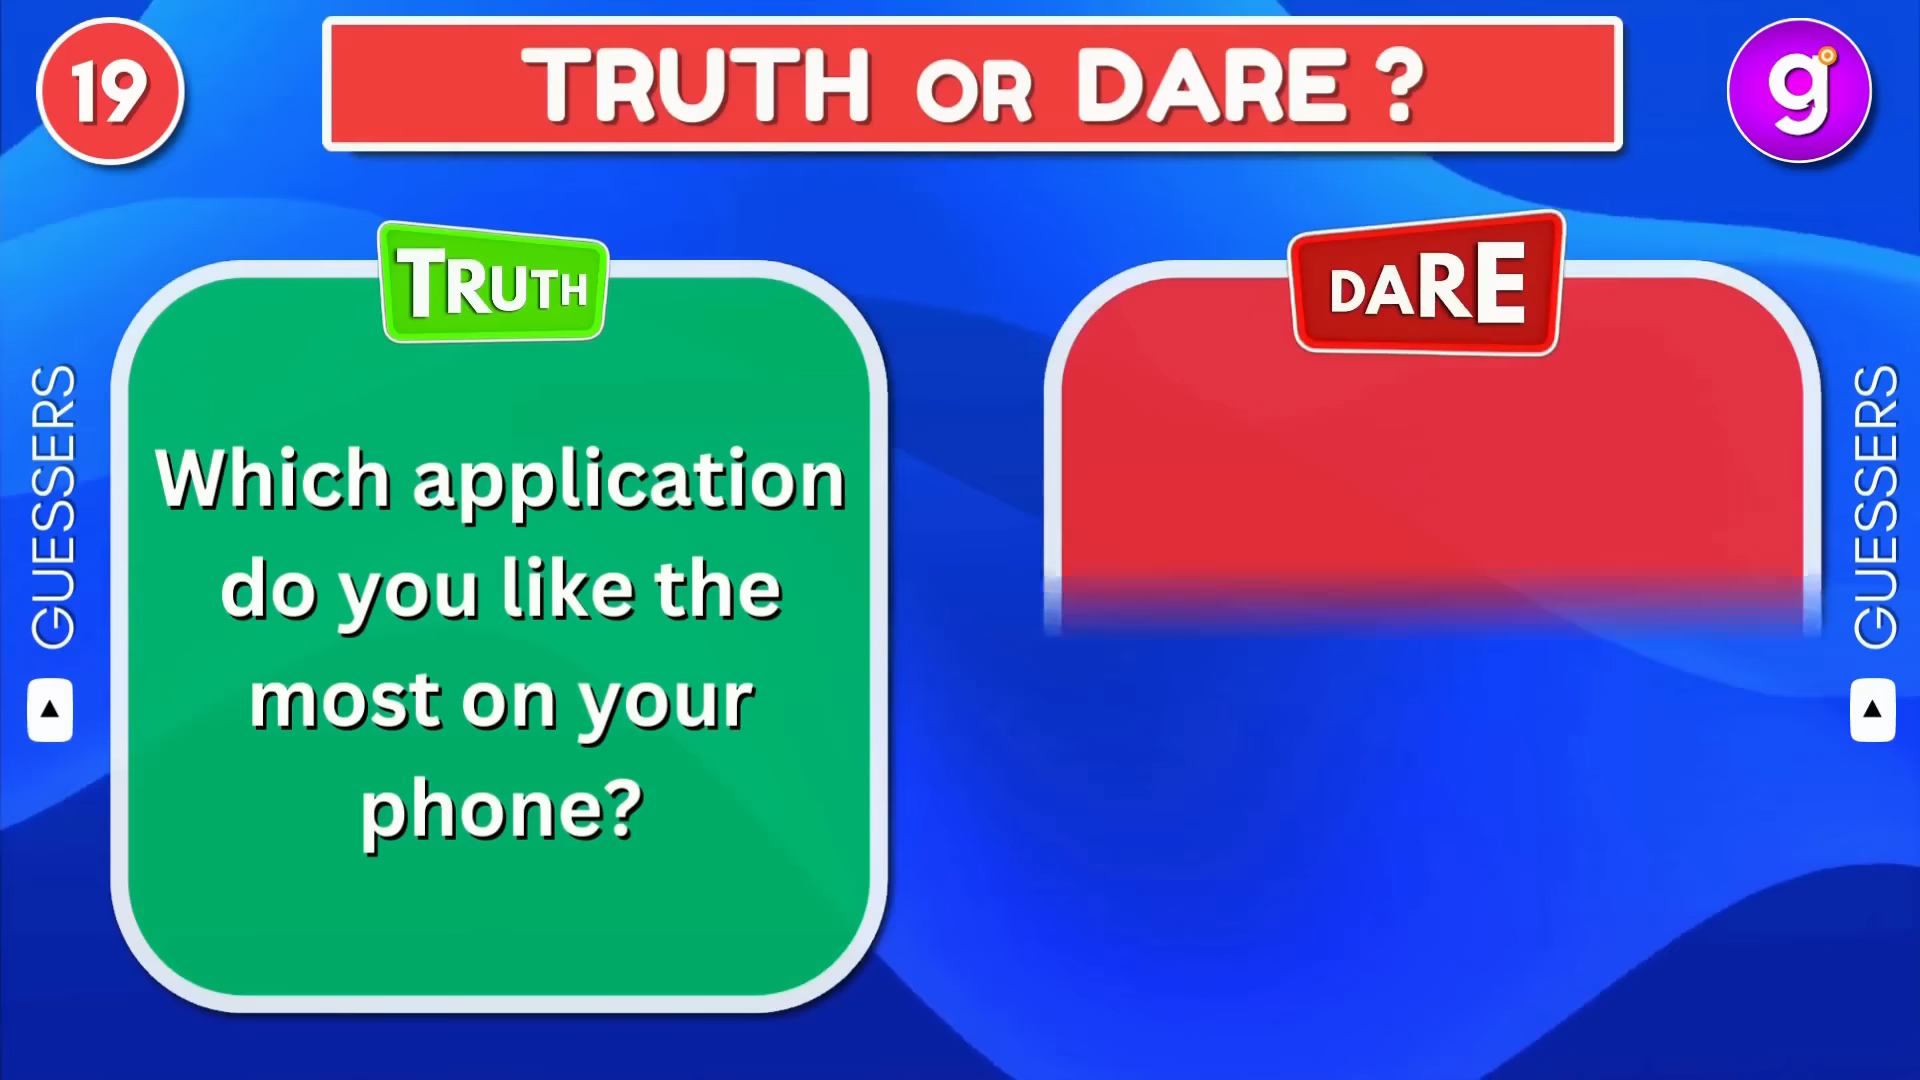 19
TRUTH OR DARE ?
g
TRUTH
DARE
Which application
do you like the
most on your
phone?
GUESSERS
GUESSERS